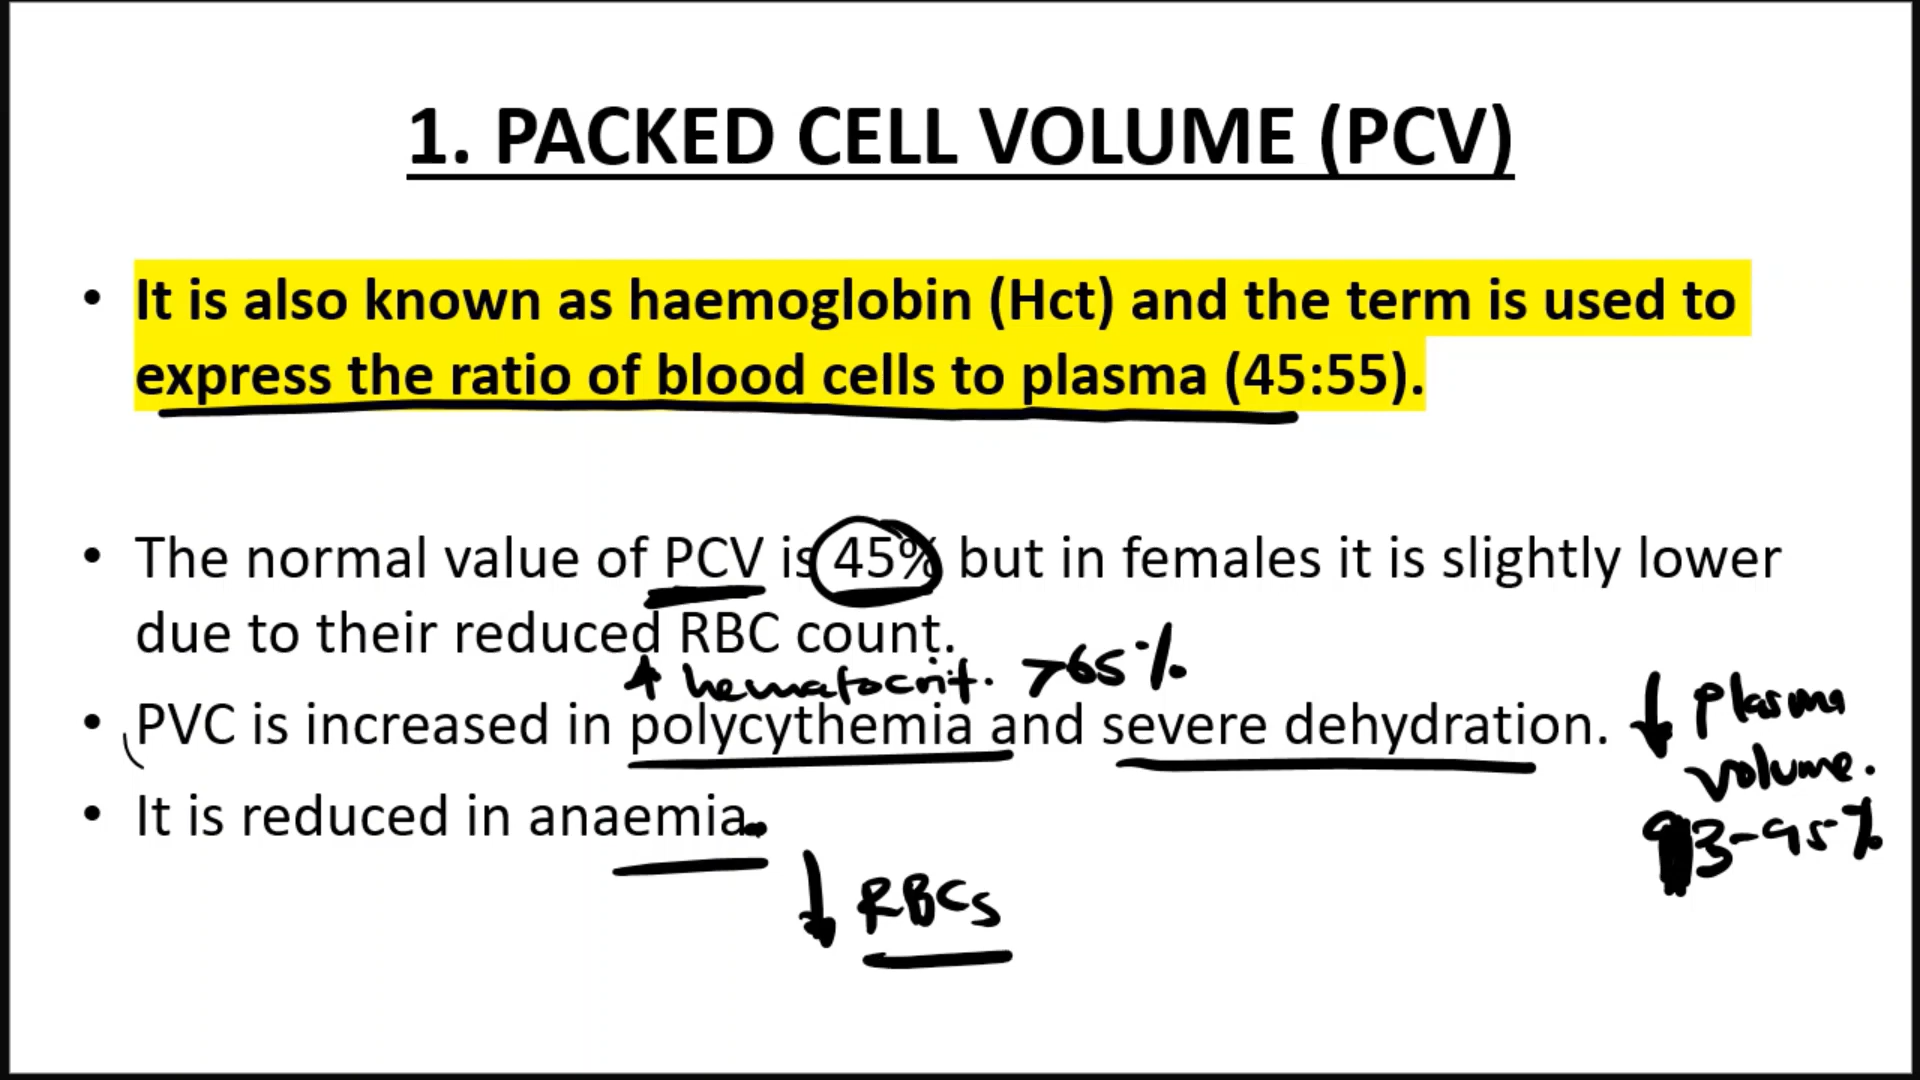 1. PACKED CELL VOLUME (PCV)
• It is also known as haemoglobin (Hct) and the term is used to
express the ratio of blood cells to plasma (45:55).
• The normal value of PCV is 45% but in females it is slightly lower
due to their reduced RBC count.
↑ hematocrit. >65%
• PVC is increased in polycythemia and severe dehydration.
↓ plasma
volume.
93-95%
• It is reduced in anaemia.
↓ RBCs